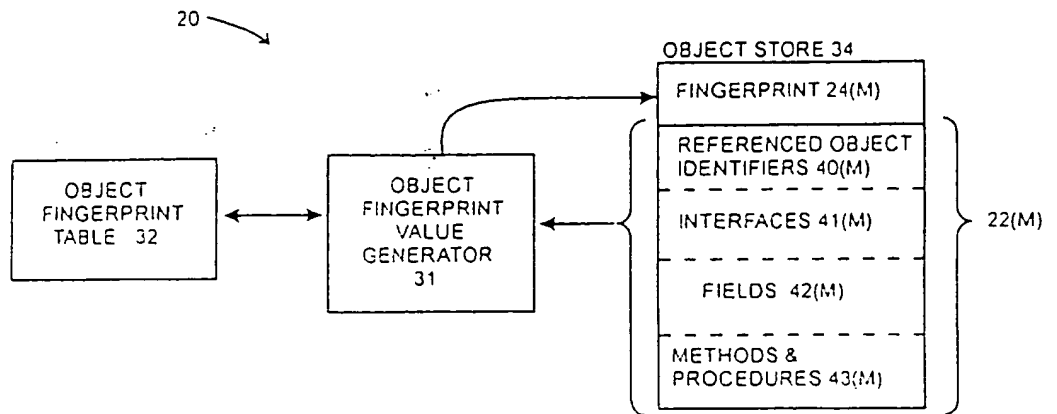 20
OBJECT STORE 34
FINGERPRINT 24(M)
REFERENCED OBJECT
IDENTIFIERS 40(M)
INTERFACES 41(M)
FIELDS 42(M)
METHODS &
PROCEDURES 43(M)
22(M)
OBJECT
FINGERPRINT
TABLE 32
OBJECT
FINGERPRINT
VALUE
GENERATOR
31